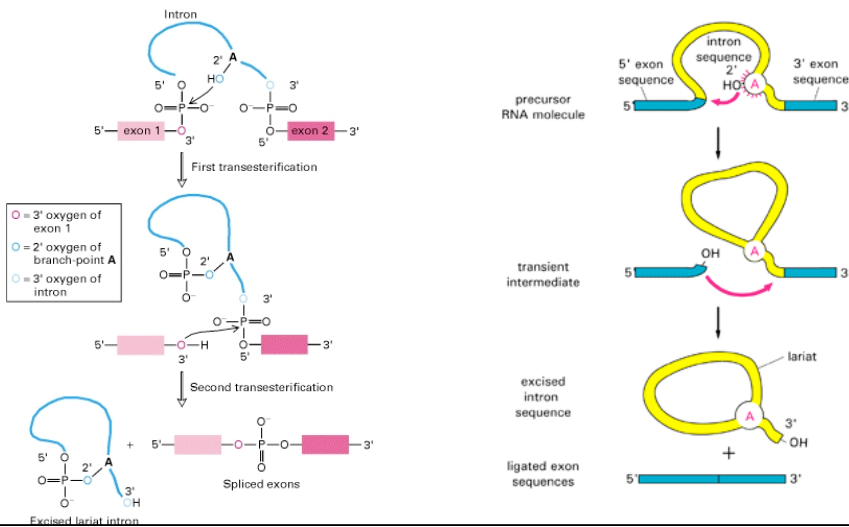 Intron
2' A
HO
5' O O 3'
O=P–O⁻ O⁻–P=O
O O
5'– exon 1 3' 5' exon 2 –3'
First transesterification
O = 3' oxygen of
exon 1
O = 2' oxygen of
branch-point A
O = 3' oxygen of
intron
5' O 2' A
O=P–O
O⁻
O 3'
O⁻–P=O
5'– O–H O –3'
3' 5'
Second transesterification
5' O 2' A
O=P–O
O⁻
3'
OH
Excised lariat intron
+
O⁻
5'– O–P–O –3'
O
Spliced exons
5' exon
sequence
intron
sequence
2'
HO A
3' exon
sequence
precursor
RNA molecule
5' 3'
A
OH
transient
intermediate
5' 3'
lariat
excised
intron
sequence
A
3'
OH
+
ligated exon
sequences
5' 3'